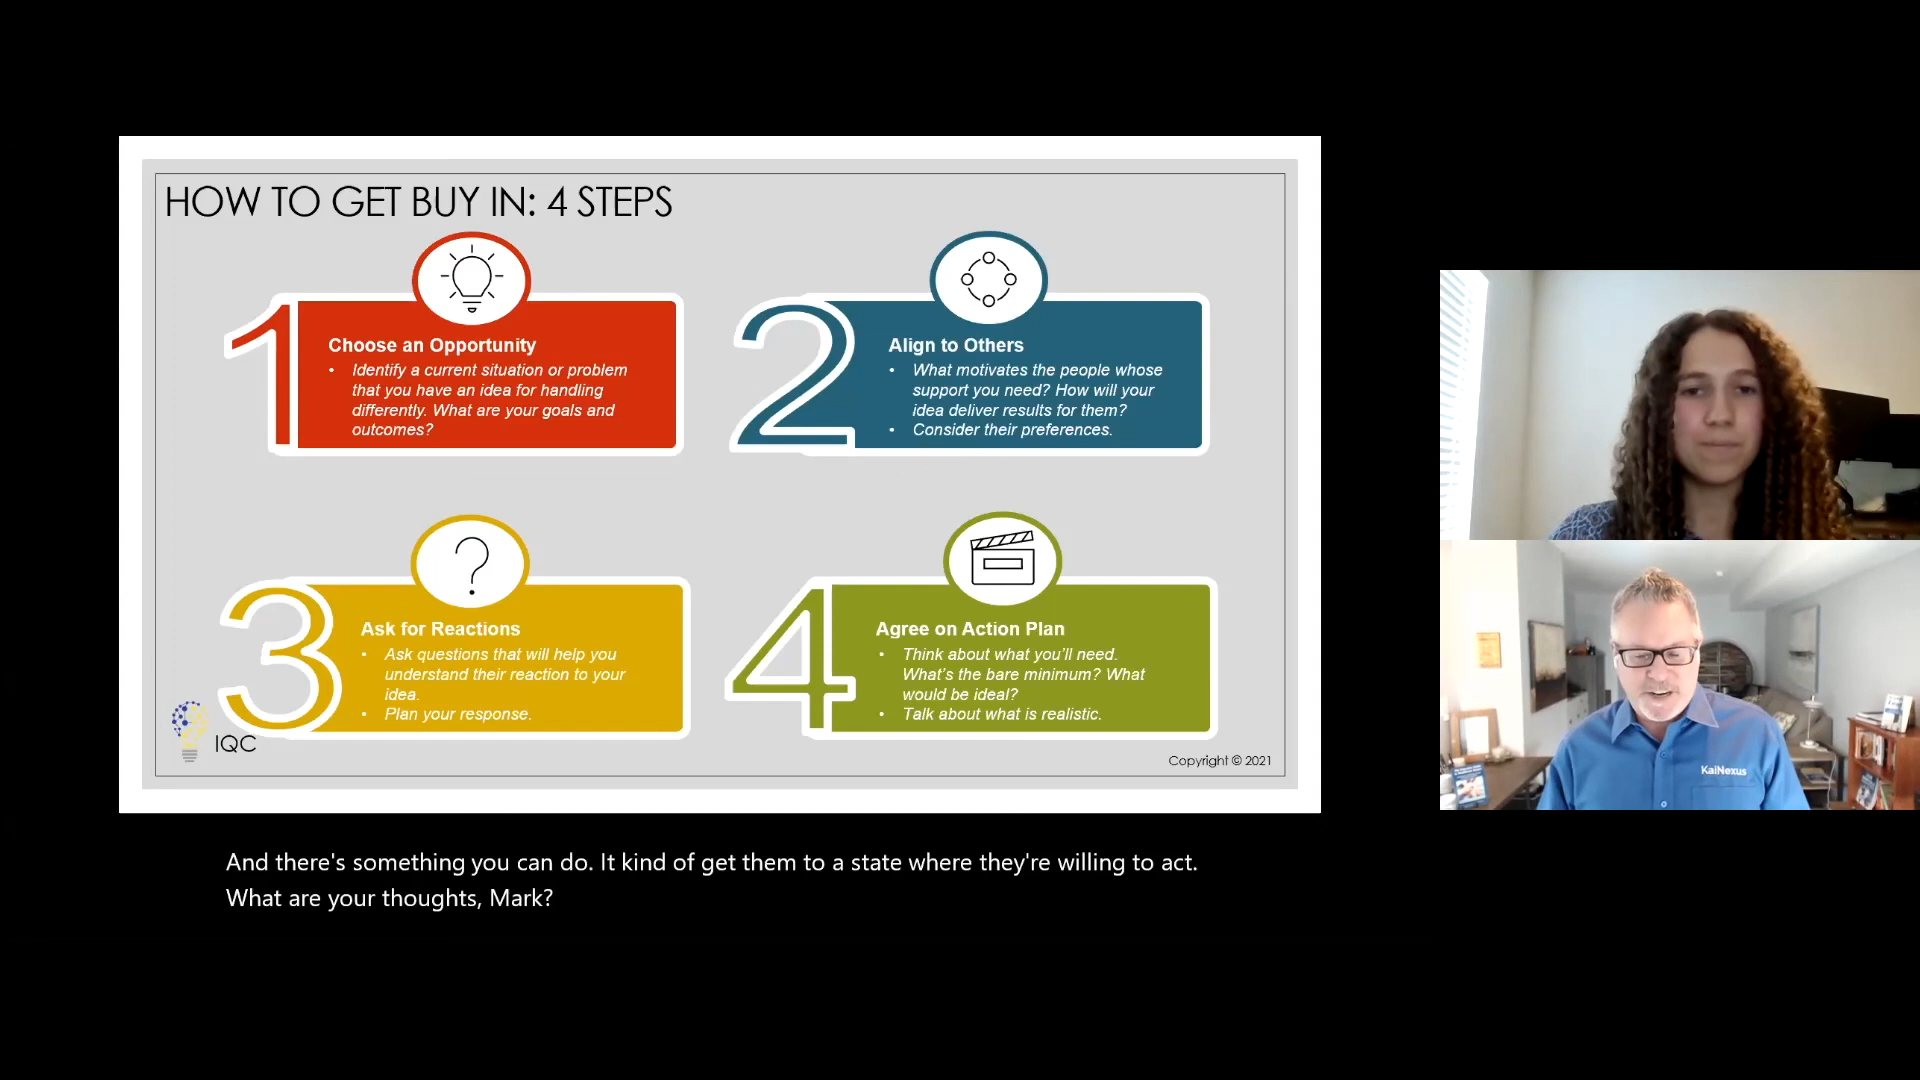 HOW TO GET BUY IN: 4 STEPS
1
Choose an Opportunity
• Identify a current situation or problem
that you have an idea for handling
differently. What are your goals and
outcomes?
2
Align to Others
• What motivates the people whose
support you need? How will your
idea deliver results for them?
• Consider their preferences.
3
Ask for Reactions
• Ask questions that will help you
understand their reaction to your
idea.
• Plan your response.
4
Agree on Action Plan
• Think about what you'll need.
What's the bare minimum? What
would be ideal?
• Talk about what is realistic.
IQC
Copyright © 2021
KaiNexus
And there's something you can do. It kind of get them to a state where they're willing to act.
What are your thoughts, Mark?